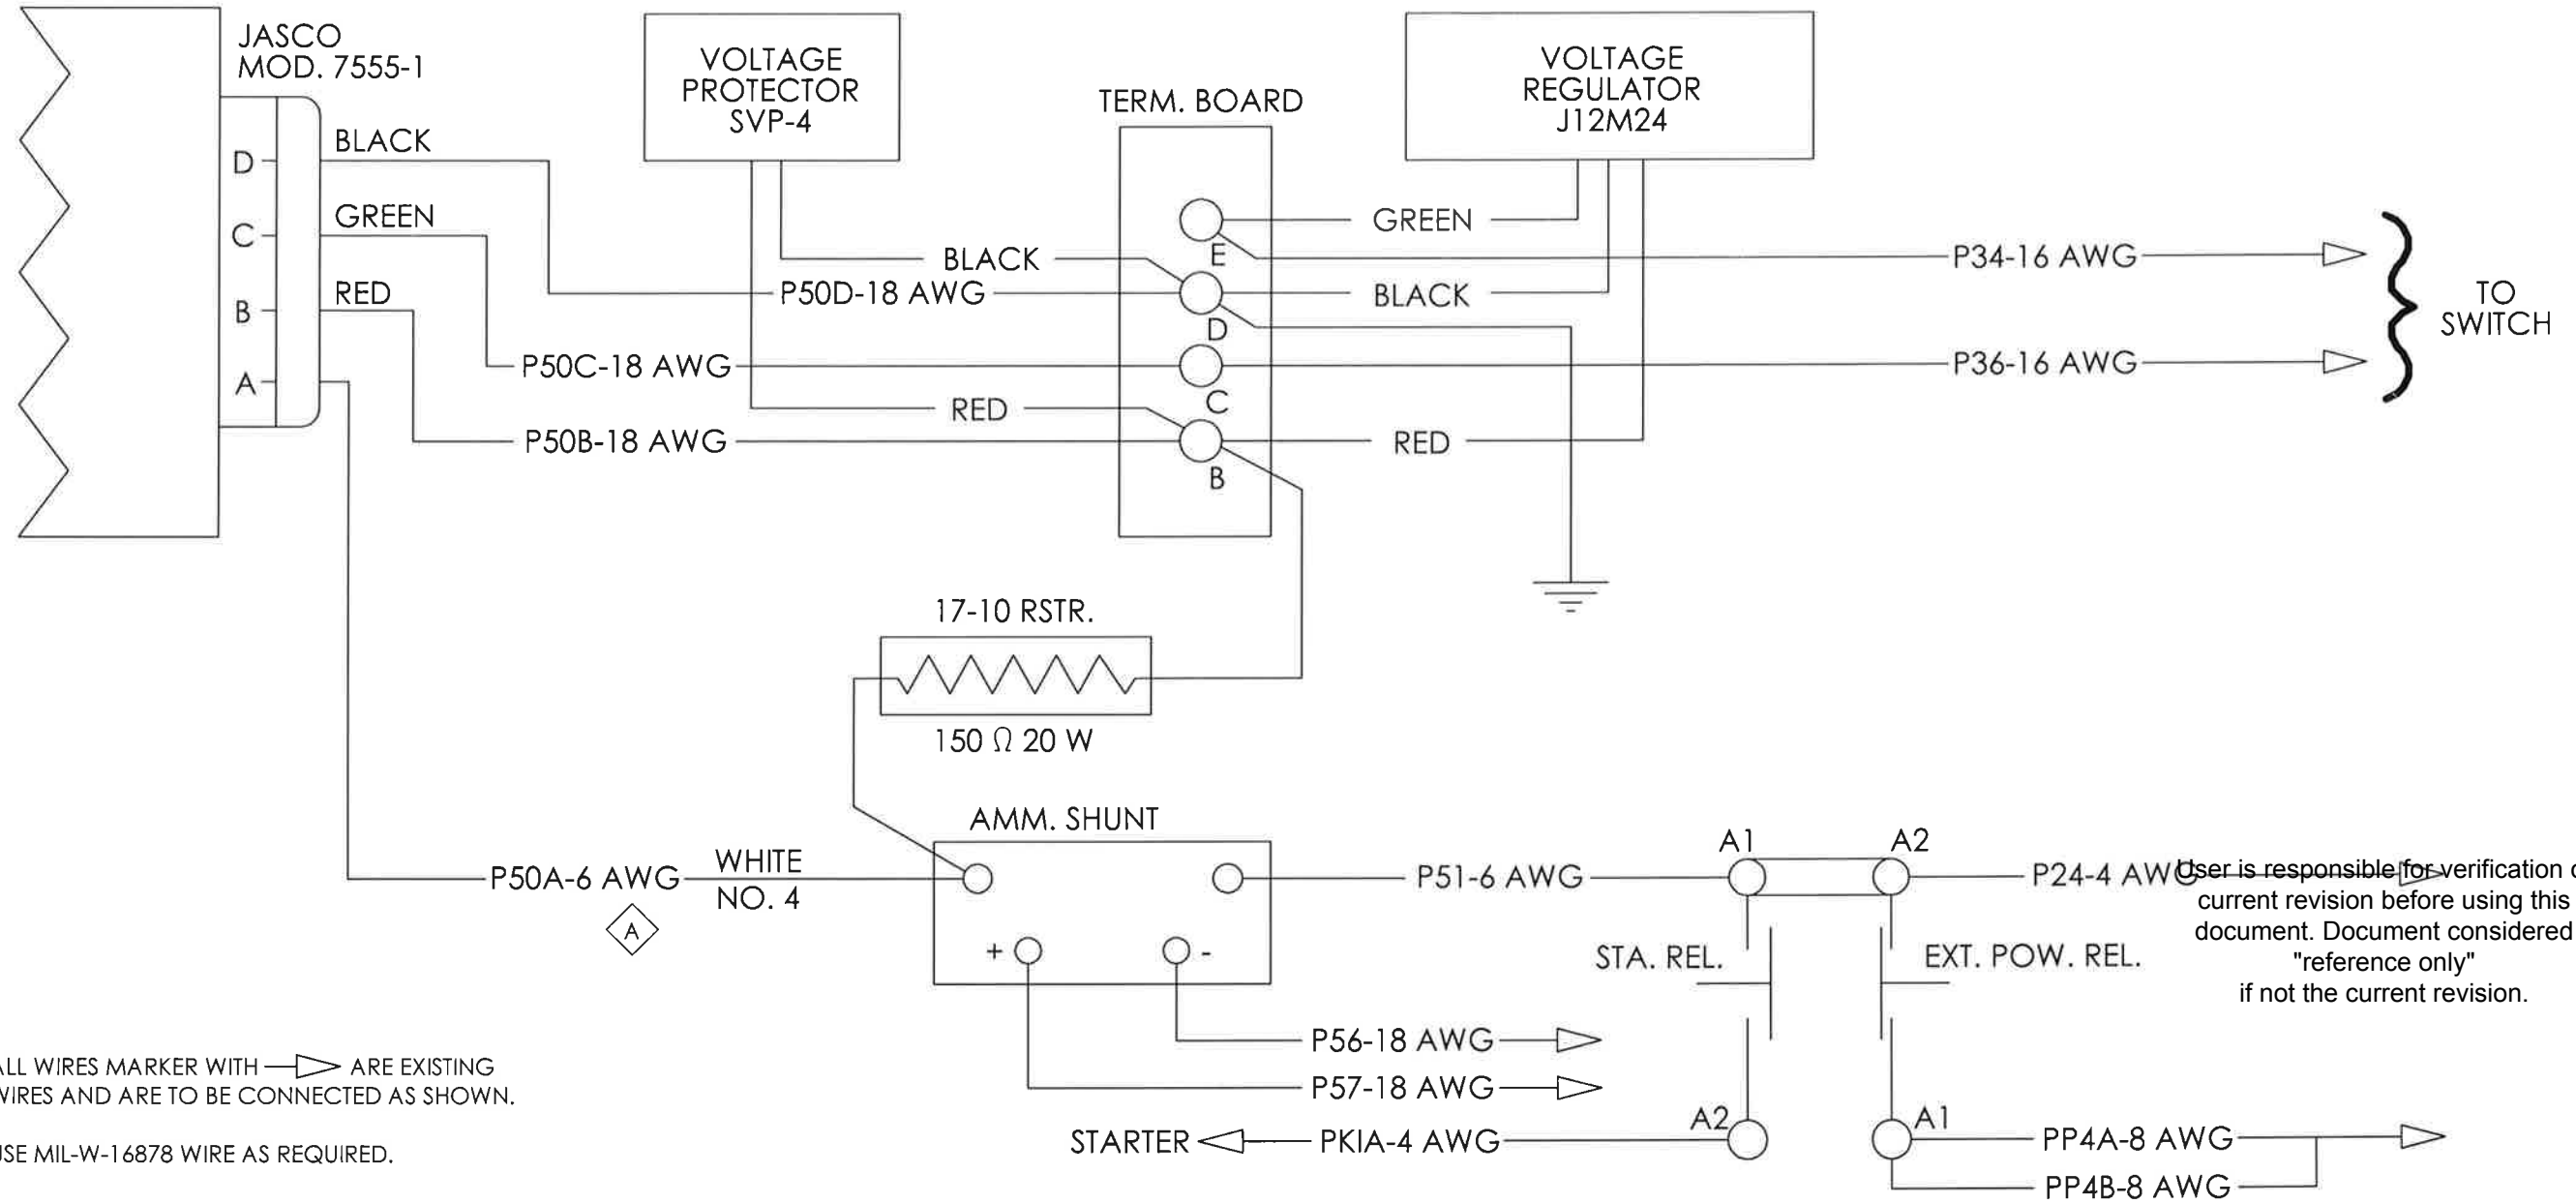 JASCO
MOD. 7555-1
D
C
B
A
BLACK
GREEN
RED
VOLTAGE
PROTECTOR
SVP-4
TERM. BOARD
VOLTAGE
REGULATOR
J12M24
GREEN
E
P34-16 AWG
BLACK
P50D-18 AWG
BLACK
D
TO
SWITCH
P50C-18 AWG
P36-16 AWG
C
RED
P50B-18 AWG
RED
B
17-10 RSTR.
150 Ω 20 W
AMM. SHUNT
P50A-6 AWG
WHITE
NO. 4
A
+
-
P51-6 AWG
A1
A2
P24-4 AWG
User is responsible for verification
current revision before using this
document. Document considered
"reference only"
if not the current revision.
STA. REL.
EXT. POW. REL.
P56-18 AWG
P57-18 AWG
STARTER
PKIA-4 AWG
A2
A1
PP4A-8 AWG
PP4B-8 AWG
ALL WIRES MARKER WITH ARE EXISTING
WIRES AND ARE TO BE CONNECTED AS SHOWN.
USE MIL-W-16878 WIRE AS REQUIRED.